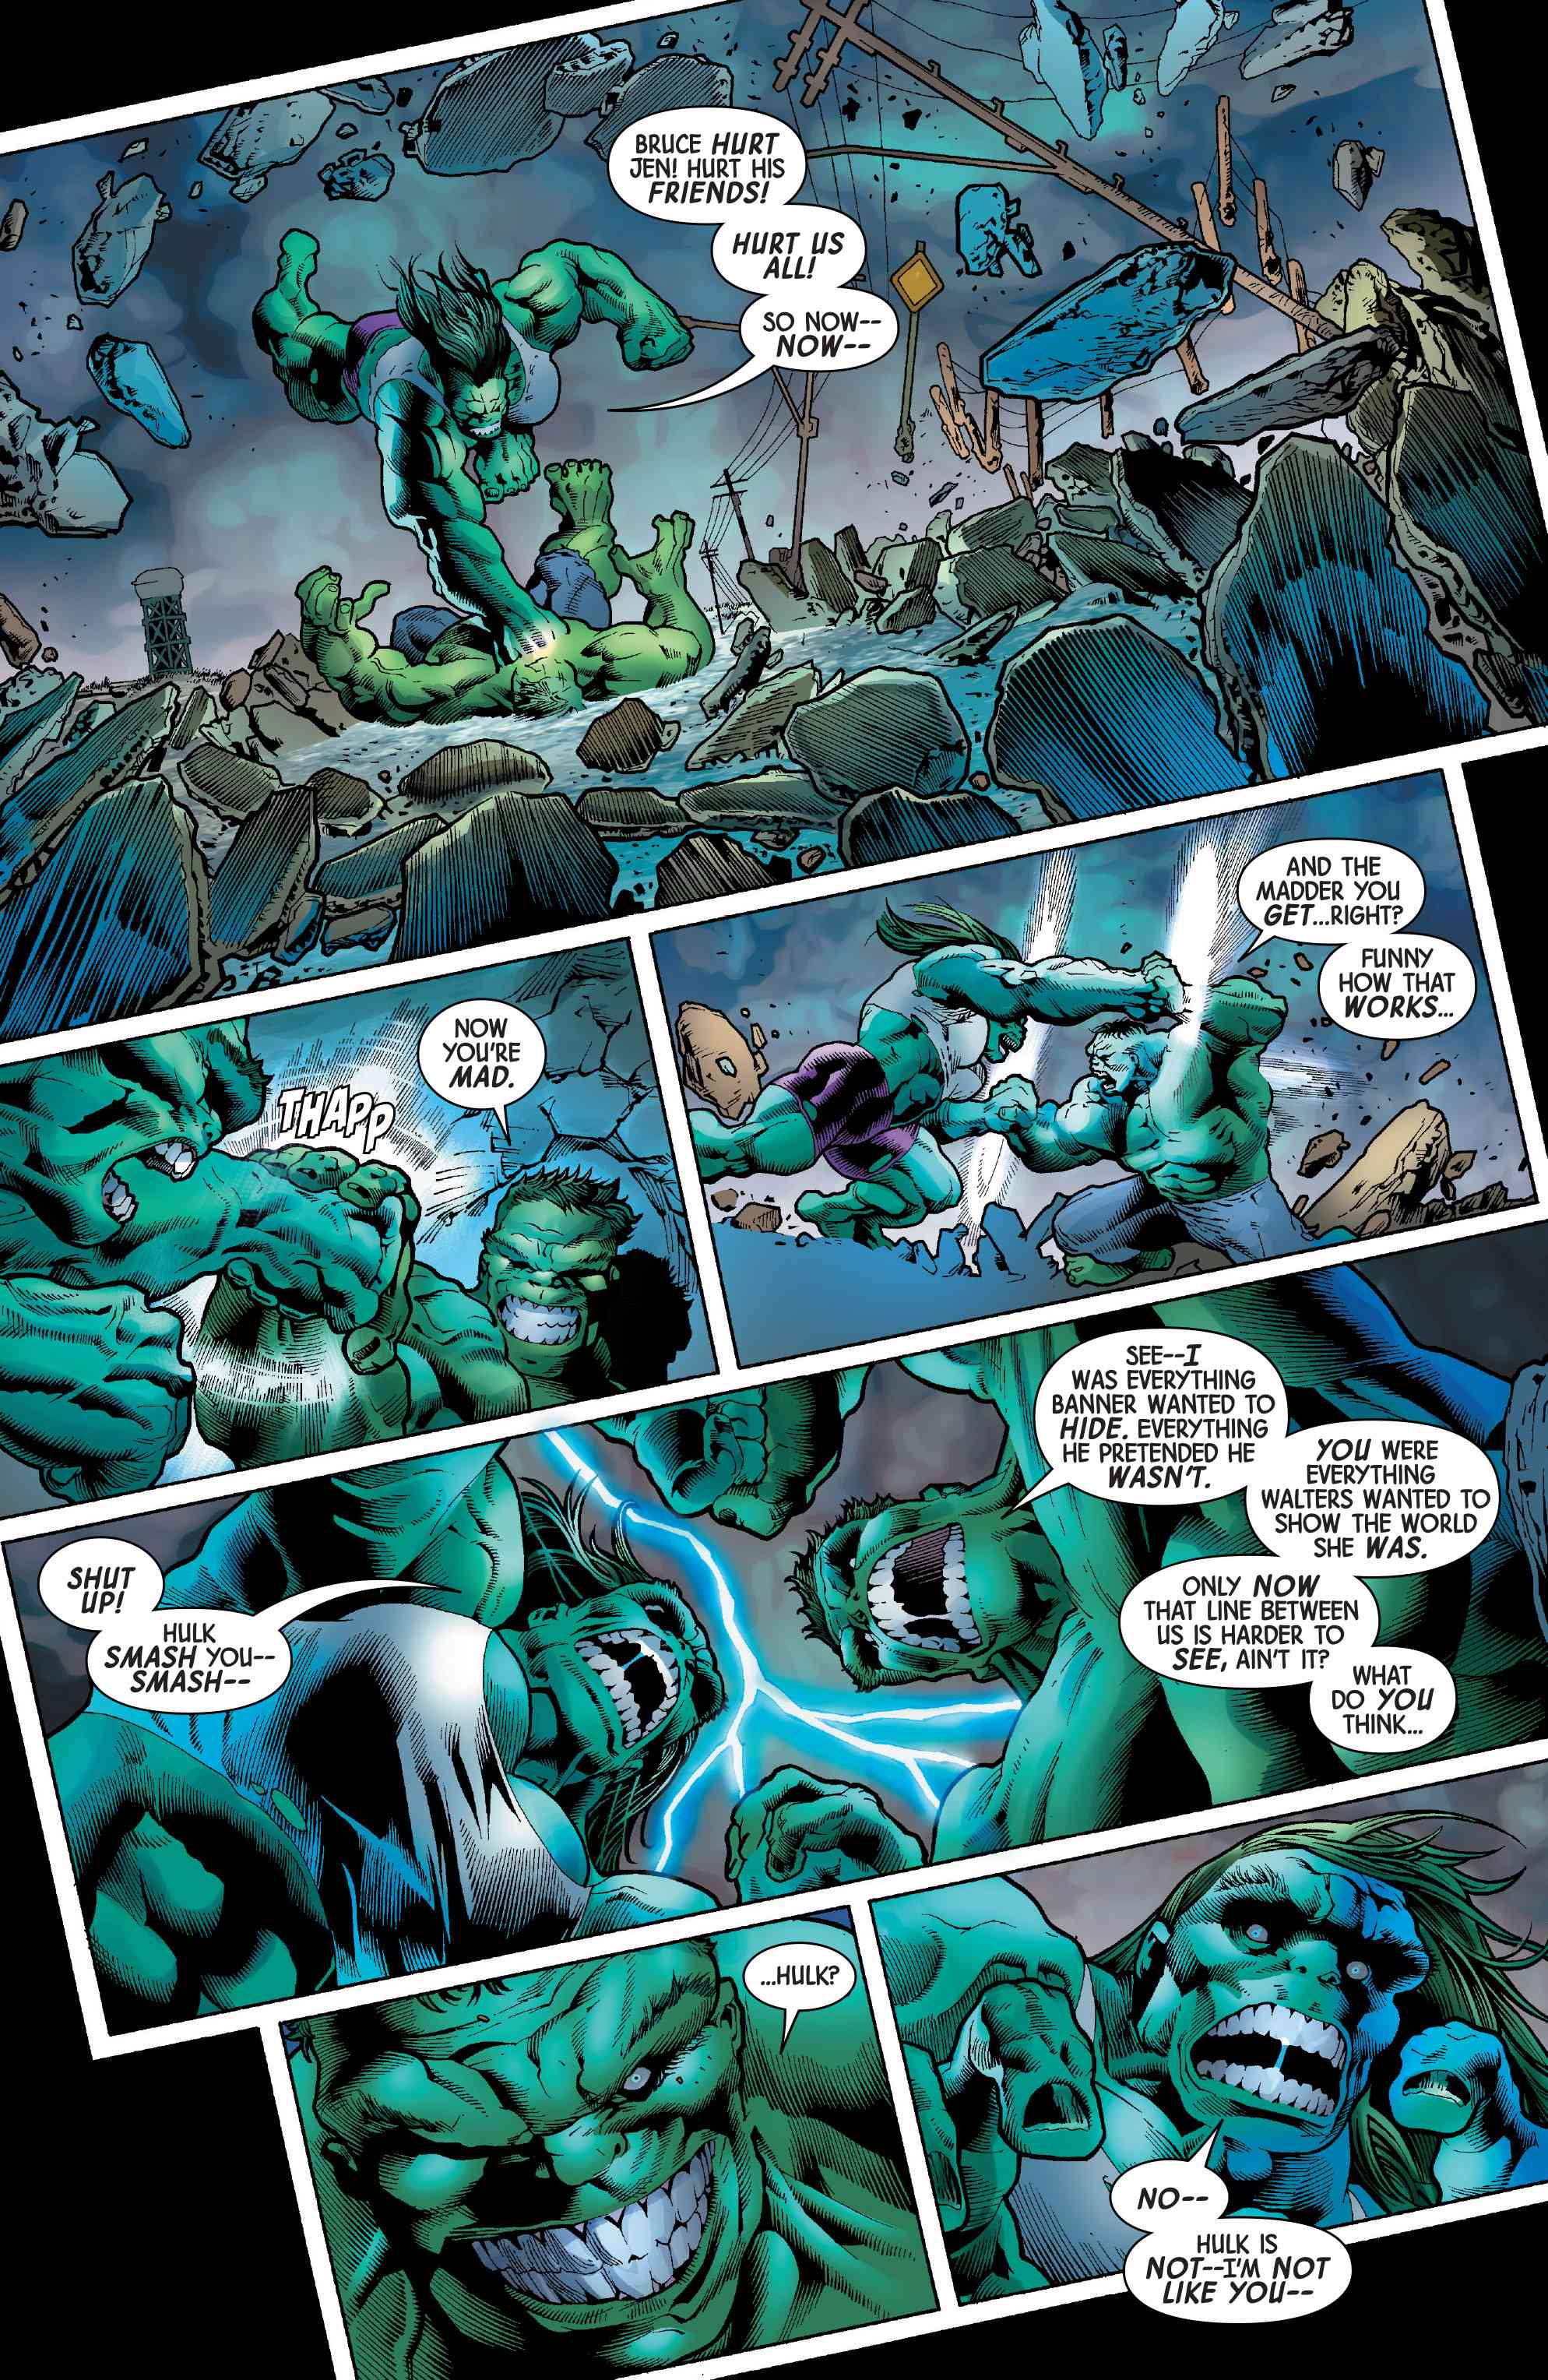 BRUCE HURT
JEN! HURT HIS
FRIENDS!
HURT US
ALL!
SO NOW--
NOW--
THAPP
NOW
YOU'RE
MAD.
AND THE
MADDER YOU
GET...RIGHT?
FUNNY
HOW THAT
WORKS...
SHUT
UP!
HULK
SMASH YOU--
SMASH--
SEE--I
WAS EVERYTHING
BANNER WANTED TO
HIDE. EVERYTHING
HE PRETENDED HE
WASN'T.
YOU WERE
EVERYTHING
WALTERS WANTED TO
SHOW THE WORLD
SHE WAS.
ONLY NOW
THAT LINE BETWEEN
US IS HARDER TO
SEE, AIN'T IT?
WHAT
DO YOU
THINK...
...HULK?
NO--
HULK IS
NOT--I'M NOT
LIKE YOU--